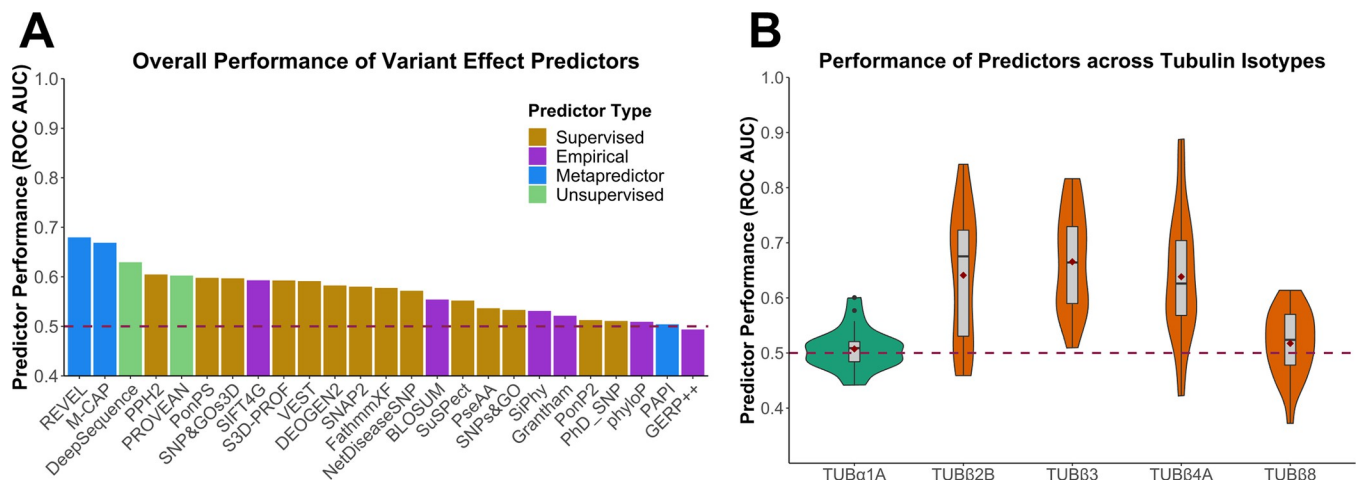 A
Overall Performance of Variant Effect Predictors
Predictor Performance (ROC AUC)
1.0
0.9
0.8
0.7
0.6
0.5
0.4
Predictor Type
Supervised
Empirical
Metapredictor
Unsupervised
REVEL
M-CAP
DeepSequence
PPH2
PROVEAN
PonPS
SNP&GOs3D
SIFT4G
S3D-PROF
VEST
DEOGEN2
SNAP2
FathmmXF
NetDiseaseSNP
BLOSUM
SuSPect
PseAA
SNPs&GO
SiPhy
Grantham
PonP2
PhD_SNP
phyloP
PAPI
GERP++
B
Performance of Predictors across Tubulin Isotypes
Predictor Performance (ROC AUC)
1.0
0.9
0.8
0.7
0.6
0.5
0.4
TUBα1A
TUBβ2B
TUBβ3
TUBβ4A
TUBβ8